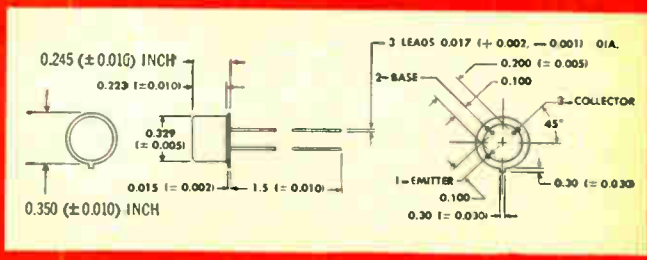 3 LEADS 0.017 (+ 0.002, — 0.001) DIA.
0.245 (±0.010) INCH
0.223 (±0.010)
0.200 (± 0.005)
0.100
2—BASE
3—COLLECTOR
45°
0.329
(± 0.005)
0.015 (± 0.002)
1.5 (± 0.010)
1—EMITTER
0.100
0.30 (± 0.030)
0.30 (± 0.030)
0.350 (±0.010) INCH